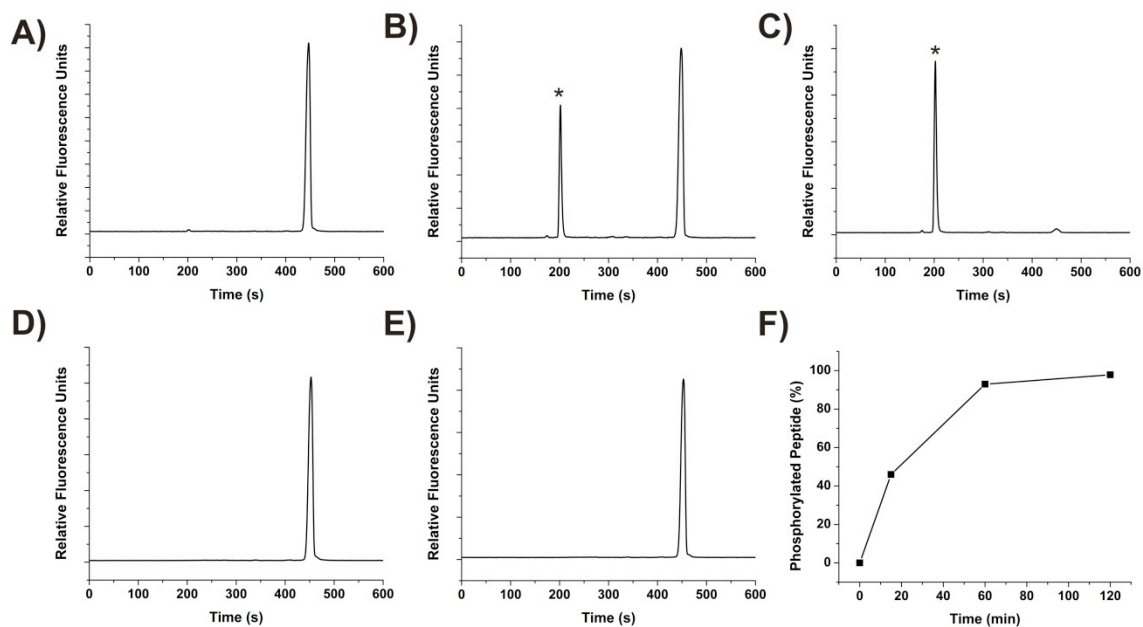 A)
Relative Fluorescence Units
0 100 200 300 400 500 600
Time (s)
B)
*
Relative Fluorescence Units
0 100 200 300 400 500 600
Time (s)
C)
*
Relative Fluorescence Units
0 100 200 300 400 500 600
Time (s)
D)
Relative Fluorescence Units
0 100 200 300 400 500 600
Time (s)
E)
Relative Fluorescence Units
0 100 200 300 400 500 600
Time (s)
F)
Phosphorylated Peptide (%)
100
80
60
40
20
0
0 20 40 60 80 100 120
Time (min)